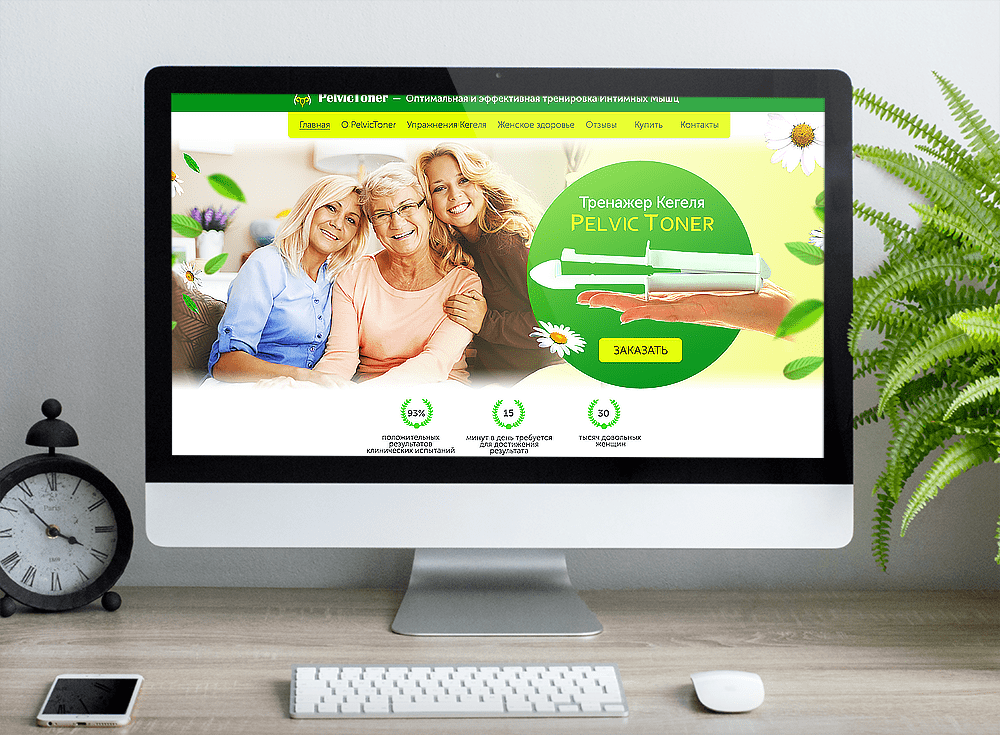 PelvicToner — Оптимальная и эффективная тренировка Интимных Мышц
Главная О PelvicToner Упражнения Кегеля Женское здоровье Отзывы Купить Контакты
Тренажер Кегеля
PELVIC TONER
ЗАКАЗАТЬ
93% 15 30
положительных
результатов
клинических испытаний
минут в день требуется
для достижения
результата
тысяч довольных
женщин
Paris